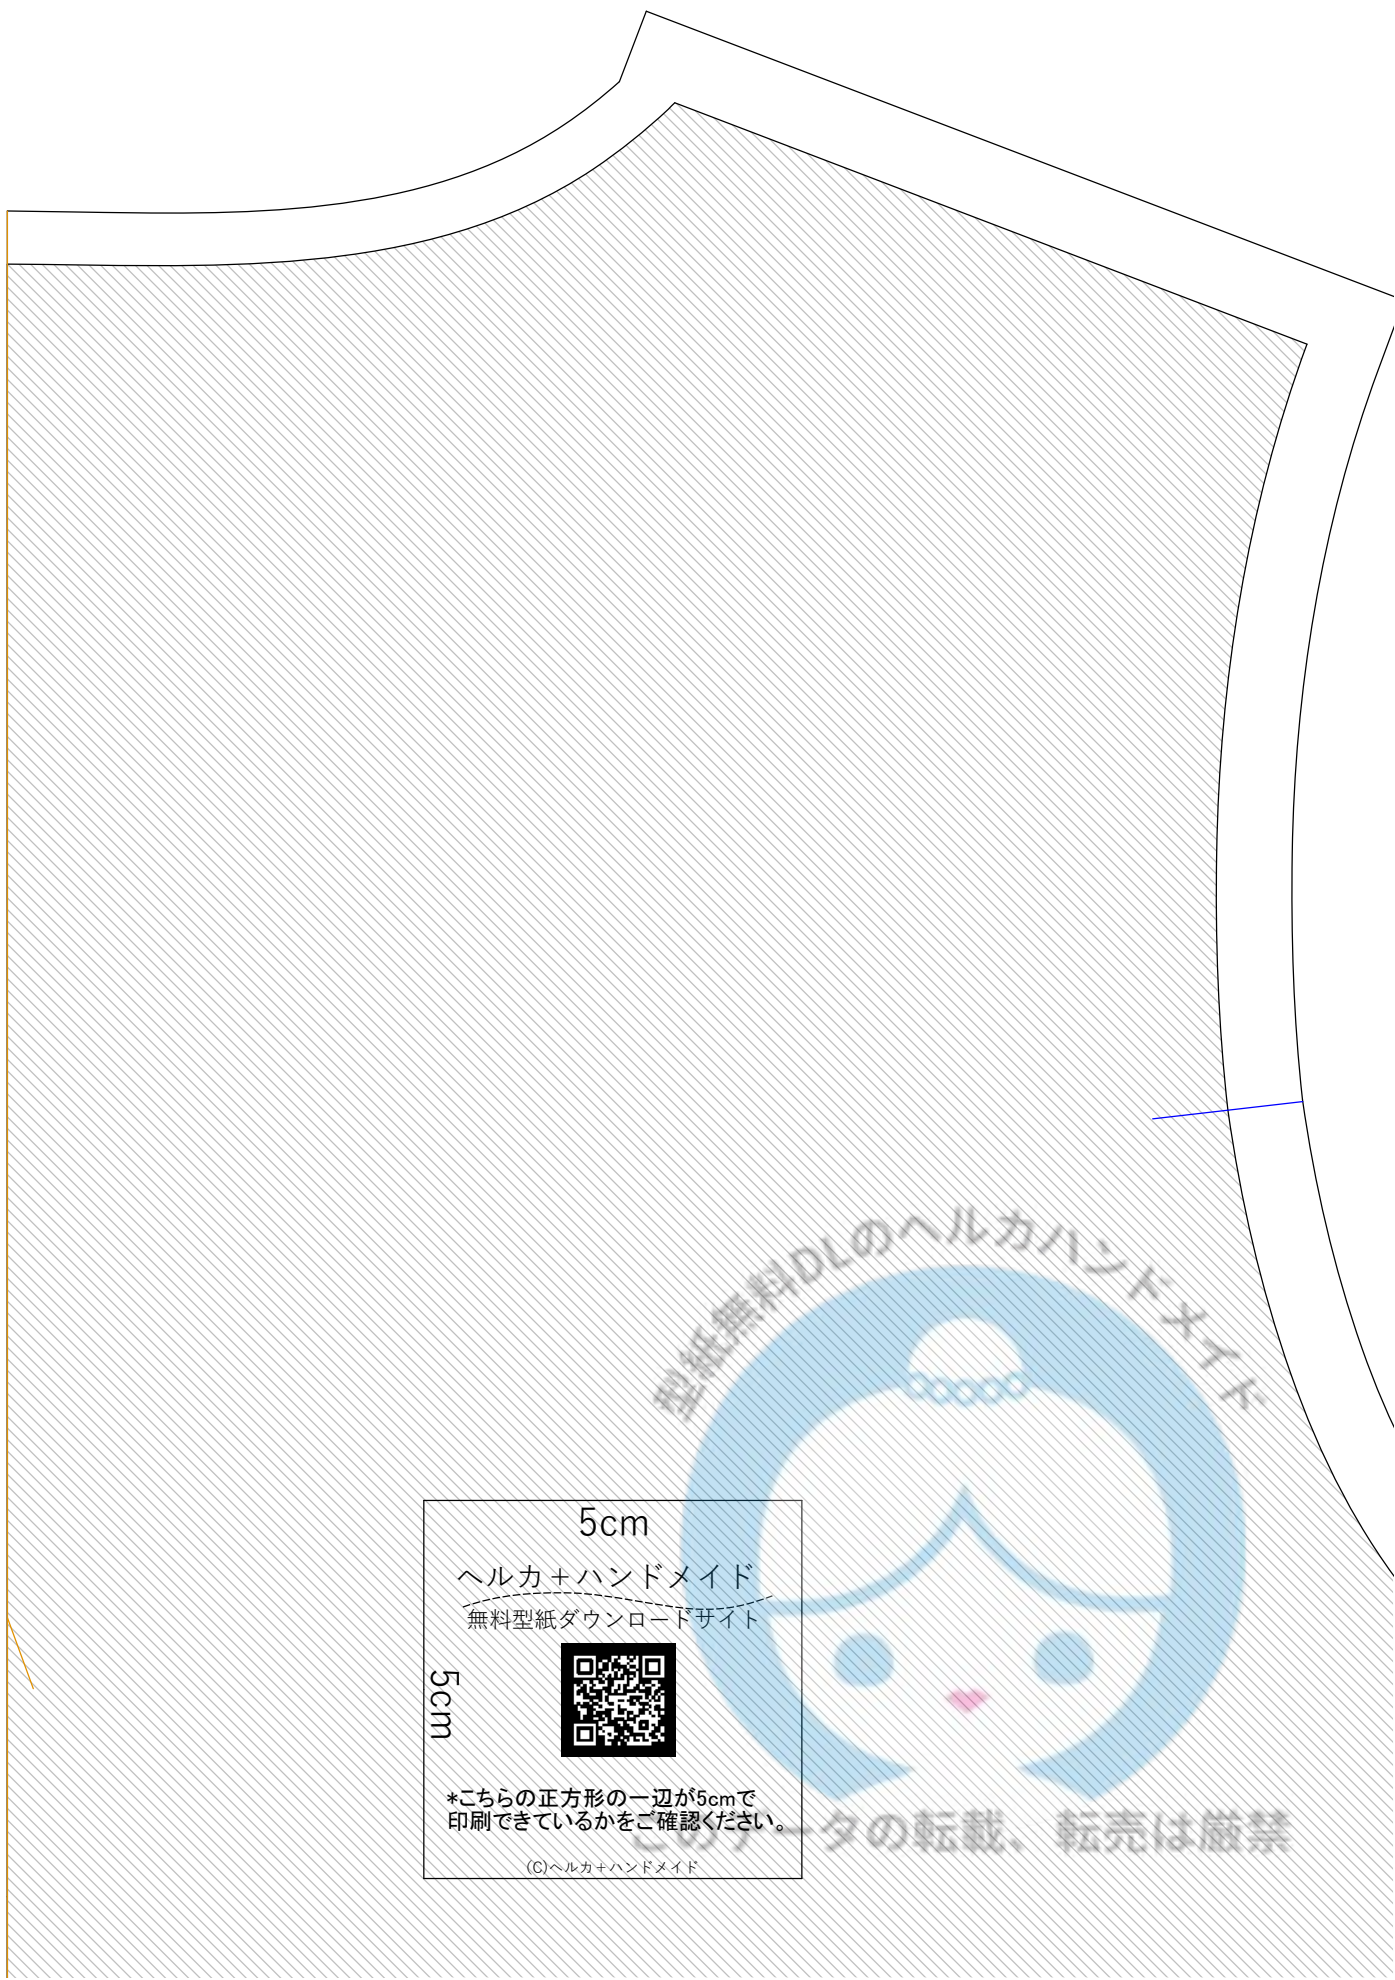 型紙無料DLのヘルカハンドメイド
5cm
ヘルカ+ハンドメイド
無料型紙ダウンロードサイト
5cm
*こちらの正方形の一辺が5cmで
印刷できているかをご確認ください。
このデータの転載、転売は厳禁
(C)ヘルカ+ハンドメイド